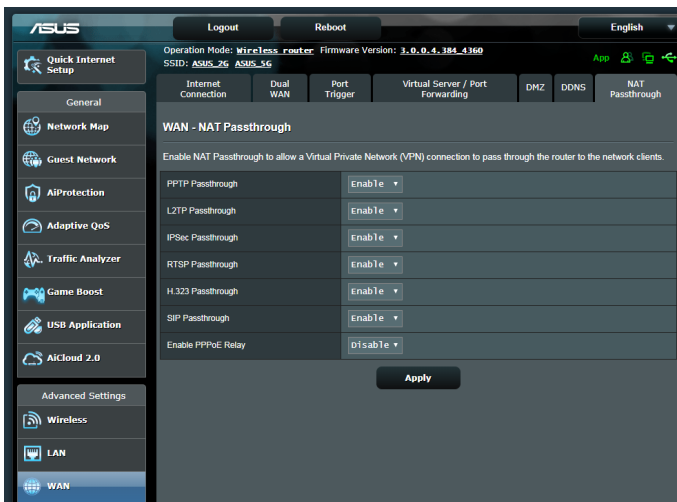 ASUS
Logout
Reboot
English
Quick Internet
Setup
Operation Mode: Wireless router Firmware Version: 3.0.0.4.384_4360
SSID: ASUS_2G ASUS_5G
App
Internet
Connection
Dual
WAN
Port
Trigger
Virtual Server / Port
Forwarding
DMZ
DDNS
NAT
Passthrough
General
Network Map
Guest Network
AiProtection
Adaptive QoS
Traffic Analyzer
Game Boost
USB Application
AiCloud 2.0
Advanced Settings
Wireless
LAN
WAN
WAN - NAT Passthrough
Enable NAT Passthrough to allow a Virtual Private Network (VPN) connection to pass through the router to the network clients.
PPTP Passthrough Enable
L2TP Passthrough Enable
IPSec Passthrough Enable
RTSP Passthrough Enable
H.323 Passthrough Enable
SIP Passthrough Enable
Enable PPPoE Relay Disable
Apply